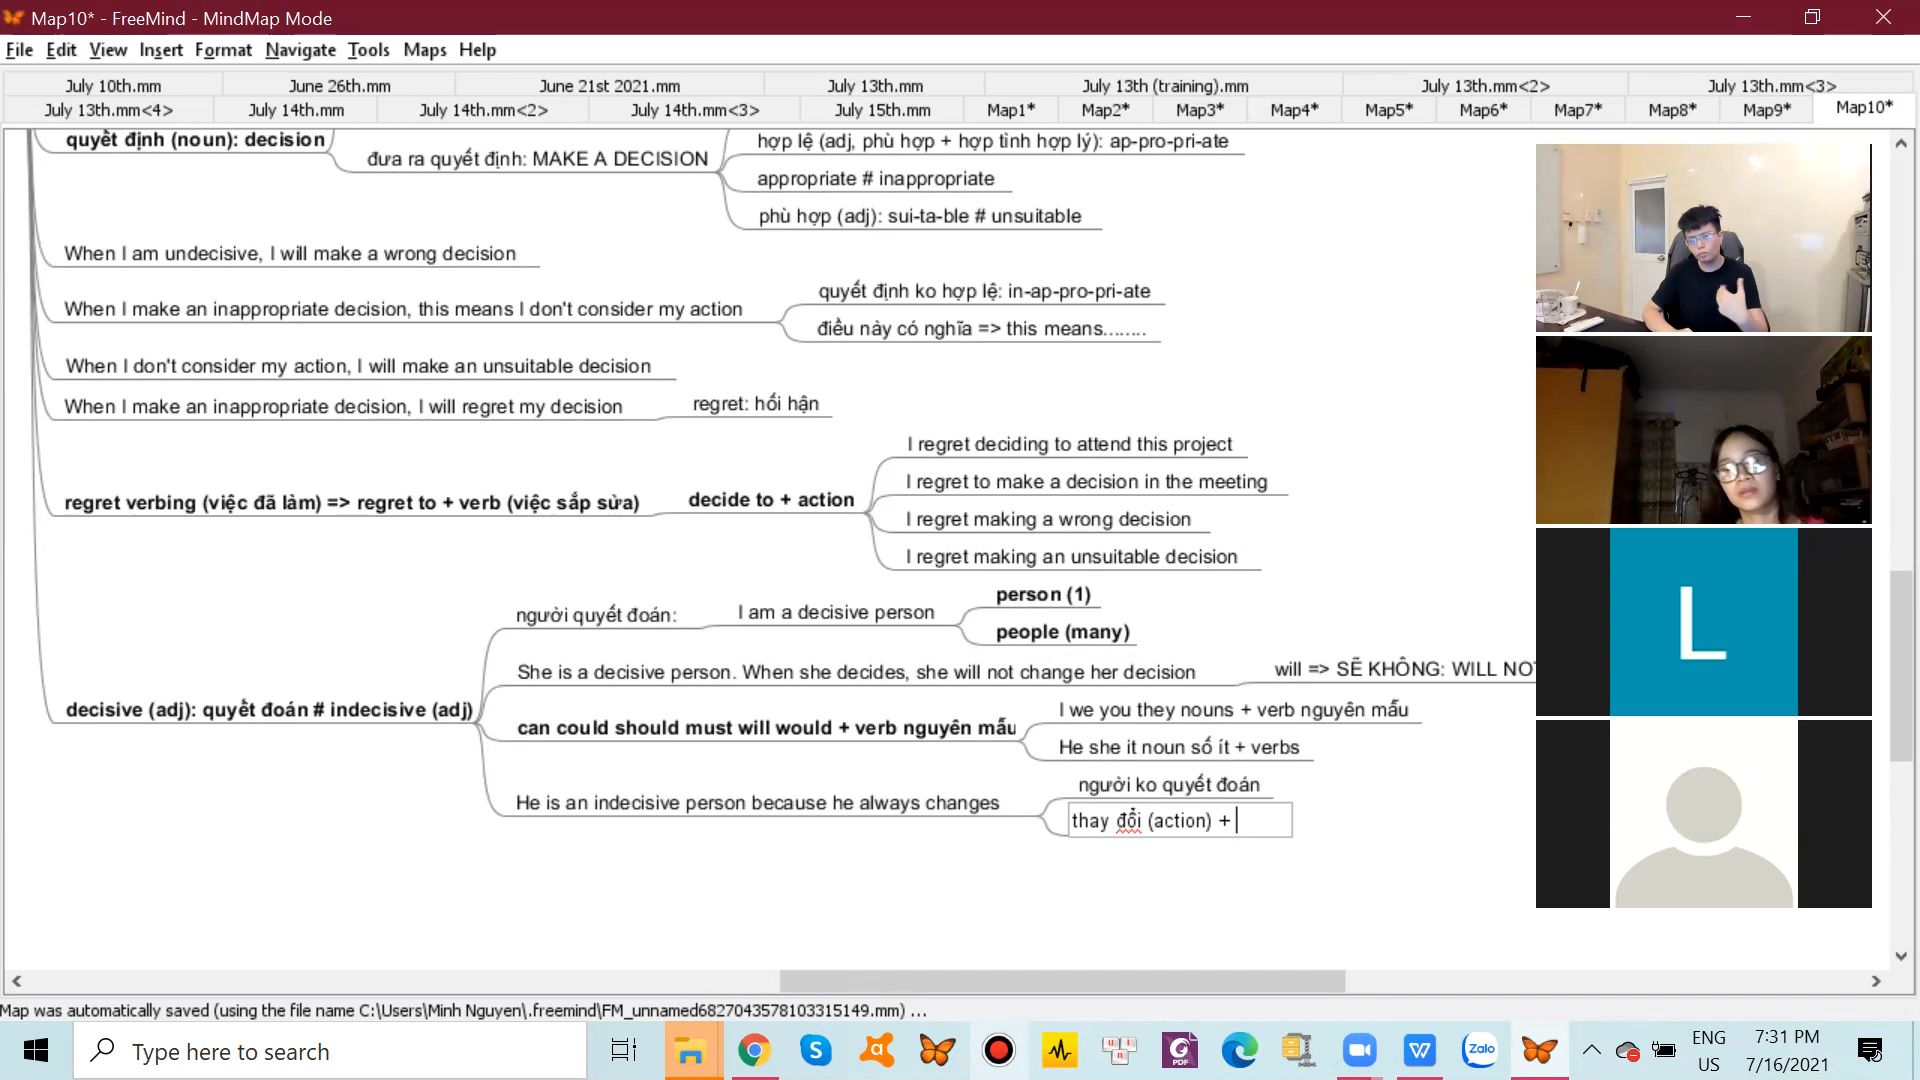 Map10* - FreeMind - MindMap Mode
File Edit View Insert Format Navigate Tools Maps Help
July 10th.mm June 26th.mm June 21st 2021.mm July 13th.mm July 13th (training).mm July 13th.mm<2> July 13th.mm<3>
July 13th.mm<4> July 14th.mm July 14th.mm<2> July 14th.mm<3> July 15th.mm Map1* Map2* Map3* Map4* Map5* Map6* Map7* Map8* Map9* Map10*
quyết định (noun): decision
đưa ra quyết định: MAKE A DECISION
hợp lệ (adj, phù hợp + hợp tình hợp lý): ap-pro-pri-ate
appropriate # inappropriate
phù hợp (adj): sui-ta-ble # unsuitable
When I am undecisive, I will make a wrong decision
When I make an inappropriate decision, this means I don't consider my action
quyết định ko hợp lệ: in-ap-pro-pri-ate
điều này có nghĩa => this means........
When I don't consider my action, I will make an unsuitable decision
When I make an inappropriate decision, I will regret my decision
regret: hối hận
regret verbing (việc đã làm) => regret to + verb (việc sắp sửa)
decide to + action
I regret deciding to attend this project
I regret to make a decision in the meeting
I regret making a wrong decision
I regret making an unsuitable decision
decisive (adj): quyết đoán # indecisive (adj)
người quyết đoán:
I am a decisive person
person (1)
people (many)
She is a decisive person. When she decides, she will not change her decision
will => SẼ KHÔNG: WILL NO
can could should must will would + verb nguyên mẫu
I we you they nouns + verb nguyên mẫu
He she it noun số ít + verbs
He is an indecisive person because he always changes
người ko quyết đoán
thay đổi (action) +
L
Map was automatically saved (using the file name C:\Users\Minh Nguyen\.freemind\FM_unnamed6827043578103315149.mm) ...
Type here to search
Zalo
PDF
ENG
US
7:31 PM
7/16/2021